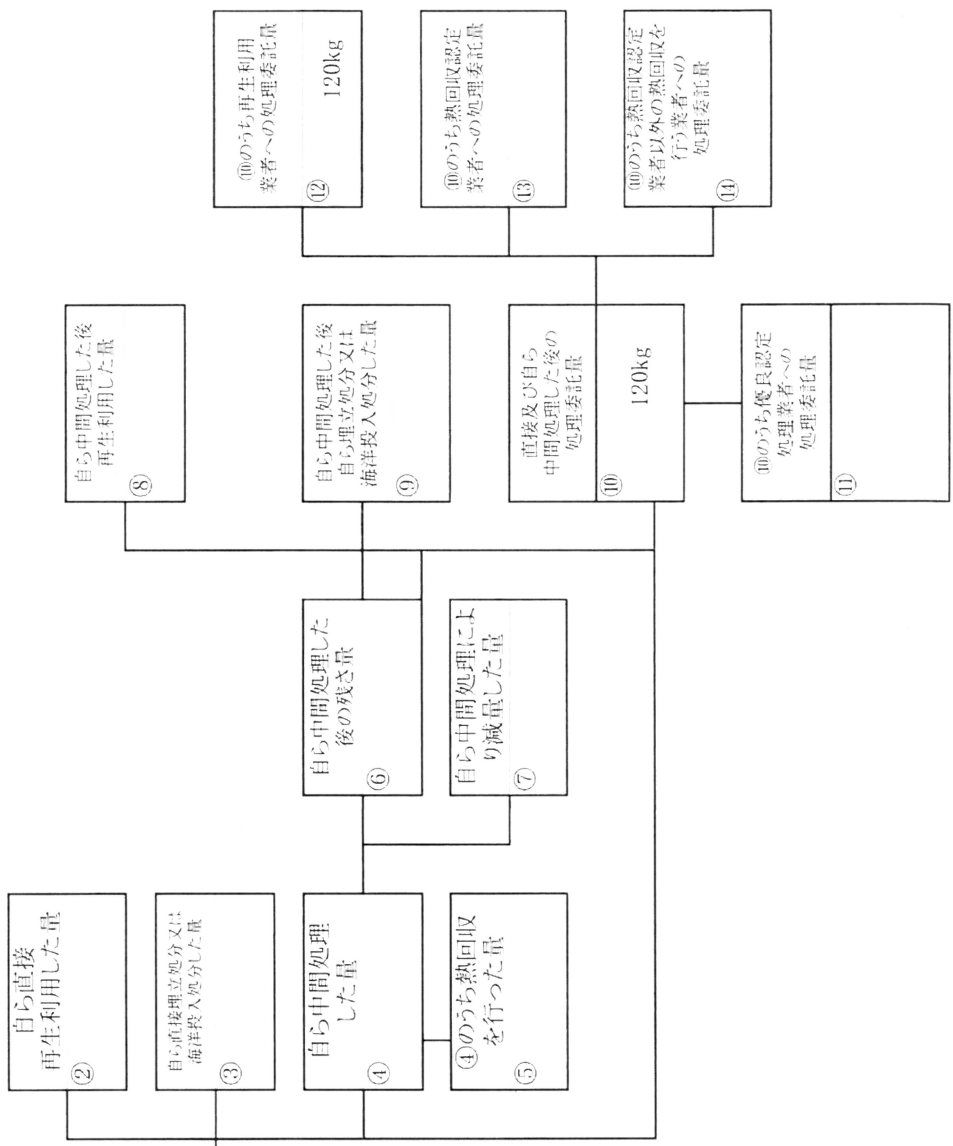 自ら直接
再生利用した量
②
自ら直接埋立処分又は
海洋投入処分した量
③
自ら中間処理
した量
④
④のうち熱回収
を行った量
⑤
自ら中間処理した
後の残さ量
⑥
自ら中間処理によ
り減量した量
⑦
自ら中間処理した後
再生利用した量
⑧
自ら中間処理した後
自ら埋立処分又は
海洋投入処分した量
⑨
直接及び自ら
中間処理した後の
処理委託量
⑩
120kg
⑩のうち優良認定
処理業者への
処理委託量
⑪
⑩のうち再生利用
業者への処理委託量
⑫
120kg
⑩のうち熱回収認定
業者への処理委託量
⑬
⑩のうち熱回収認定
業者以外の熱回収を
行う業者への
処理委託量
⑭